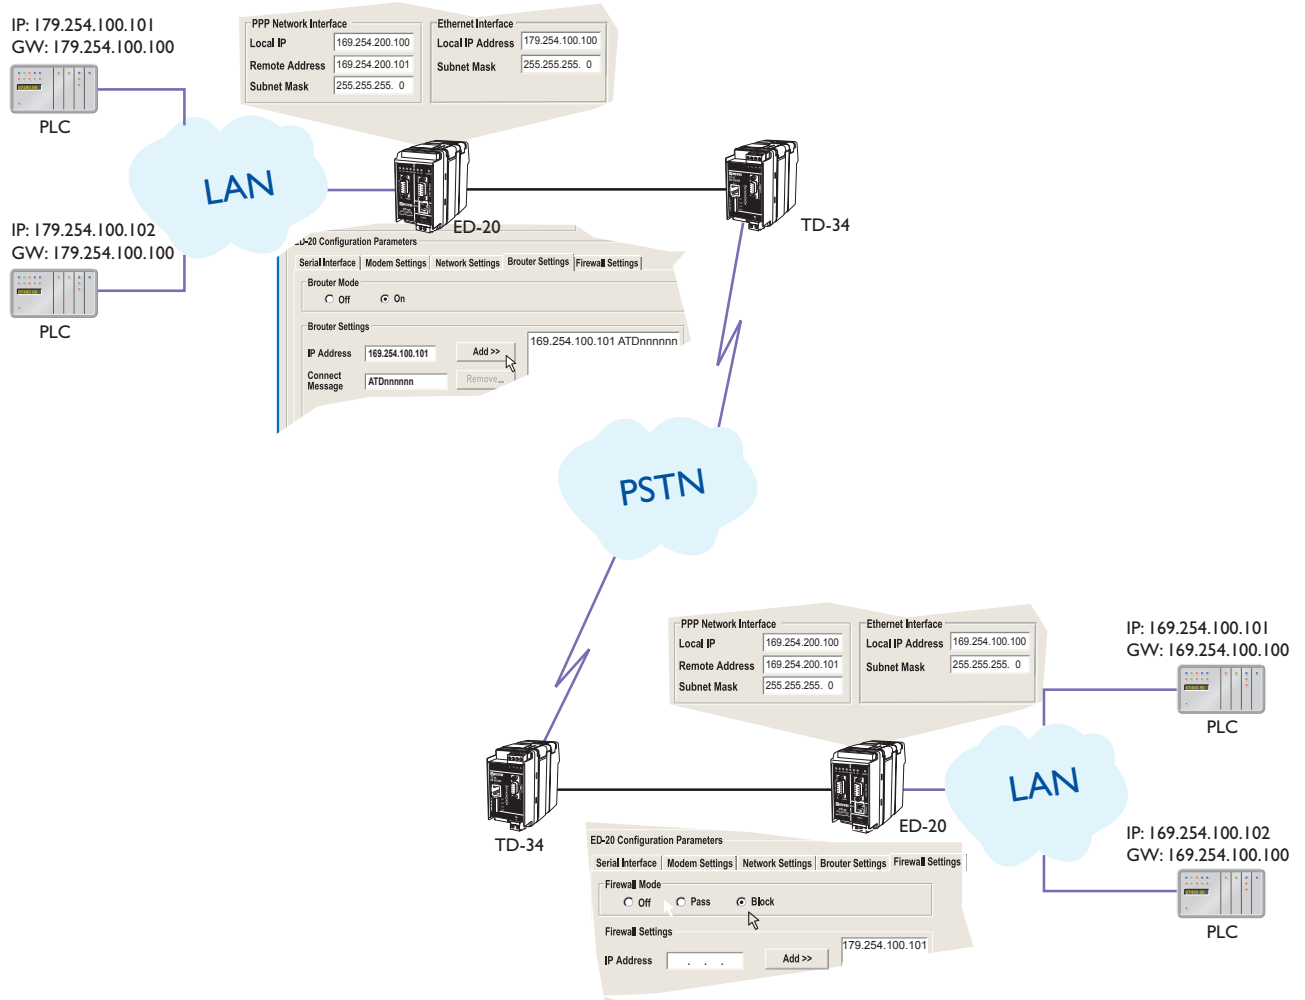 IP: 179.254.100.101
GW: 179.254.100.100
PLC
PPP Network Interface
Local IP 169.254.200.100
Remote Address 169.254.200.101
Subnet Mask 255.255.255. 0
Ethernet Interface
Local IP Address 179.254.100.100
Subnet Mask 255.255.255. 0
LAN
ED-20
TD-34
IP: 179.254.100.102
GW: 179.254.100.100
PLC
ED-20 Configuration Parameters
Serial Interface Modem Settings Network Settings Brouter Settings Firewall Settings
Brouter Mode
Off On
Brouter Settings
IP Address 169.254.100.101 Add >>
169.254.100.101 ATDnnnnnn
Connect
Message ATDnnnnnn Remove...
PSTN
PPP Network Interface
Local IP 169.254.200.100
Remote Address 169.254.200.101
Subnet Mask 255.255.255. 0
Ethernet Interface
Local IP Address 169.254.100.100
Subnet Mask 255.255.255. 0
IP: 169.254.100.101
GW: 169.254.100.100
PLC
LAN
TD-34
ED-20
IP: 169.254.100.102
GW: 169.254.100.100
PLC
ED-20 Configuration Parameters
Serial Interface Modem Settings Network Settings Brouter Settings Firewall Settings
Firewall Mode
Off Pass Block
Firewall Settings
IP Address . . . Add >>
179.254.100.101